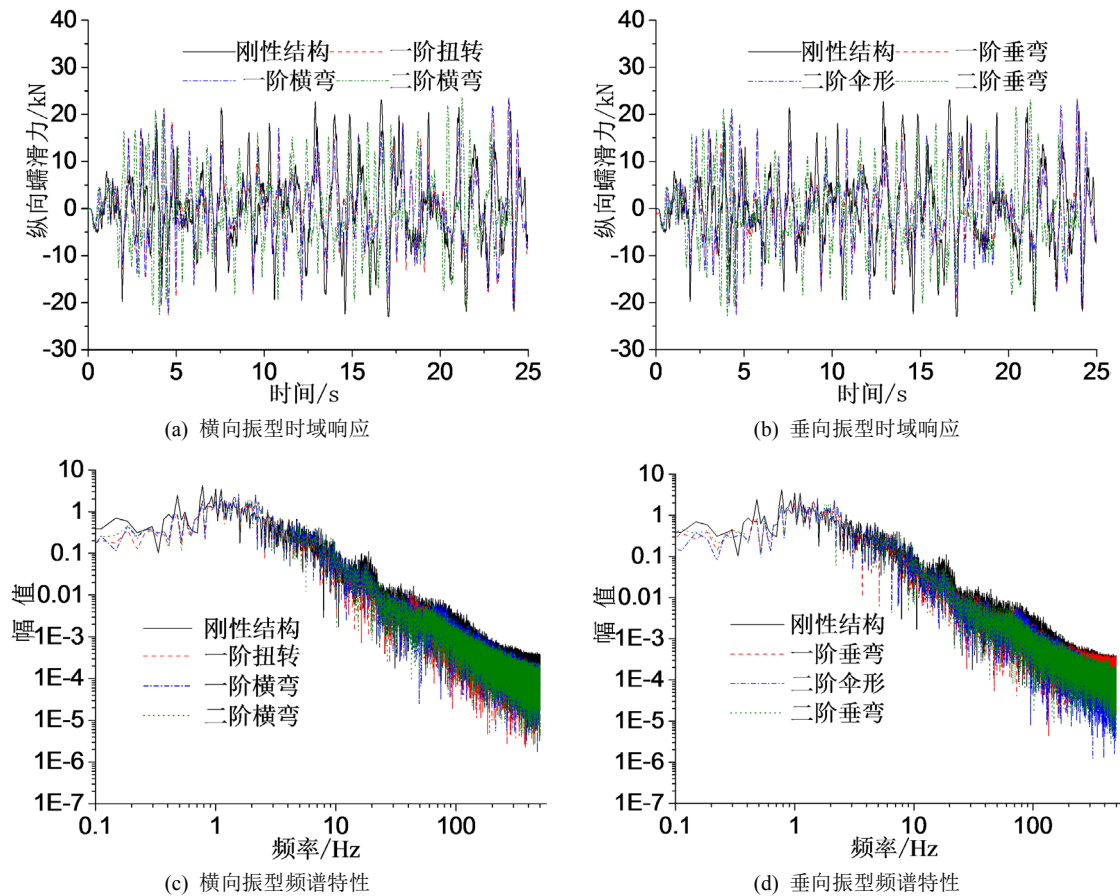 纵向蠕滑力/kN
40
30
20
10
0
-10
-20
-30
刚性结构 一阶扭转
一阶横弯 二阶横弯
0 5 10 15 20 25
时间/s
(a) 横向振型时域响应
纵向蠕滑力/kN
40
30
20
10
0
-10
-20
-30
刚性结构 一阶垂弯
二阶伞形 二阶垂弯
0 5 10 15 20 25
时间/s
(b) 垂向振型时域响应
幅值
10
1
0.1
0.01
1E-3
1E-4
1E-5
1E-6
1E-7
刚性结构
一阶扭转
一阶横弯
二阶横弯
0.1 1 10 100
频率/Hz
(c) 横向振型频谱特性
幅值
10
1
0.1
0.01
1E-3
1E-4
1E-5
1E-6
1E-7
刚性结构
一阶垂弯
二阶伞形
二阶垂弯
0.1 1 10 100
频率/Hz
(d) 垂向振型频谱特性